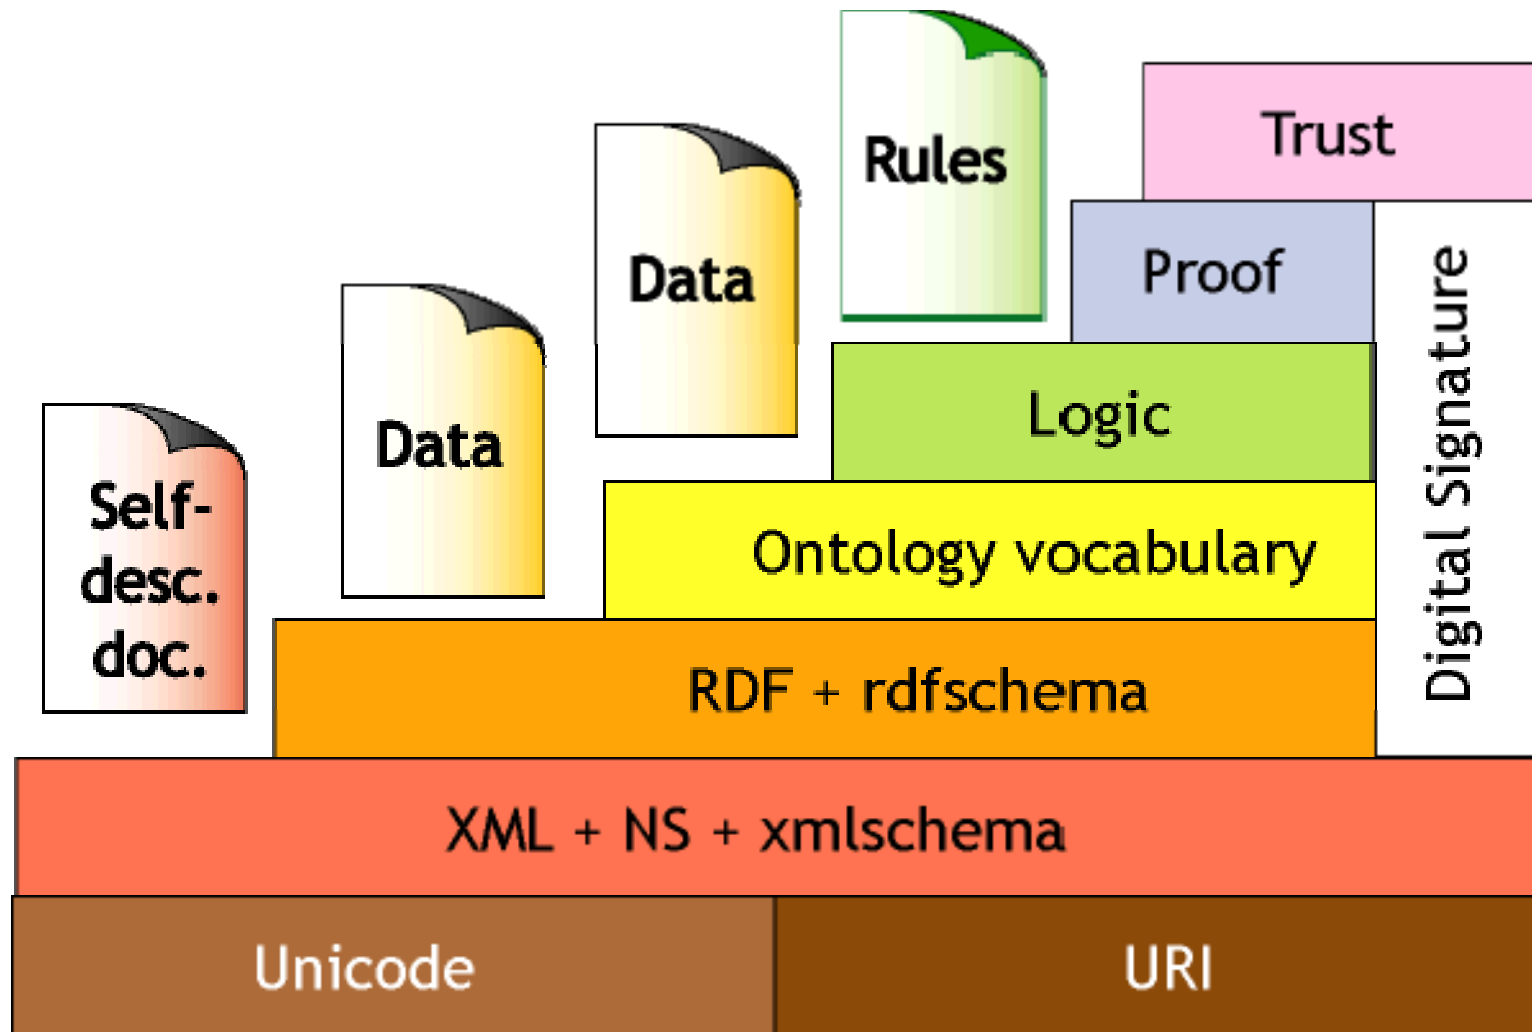 Rules
Trust
Data
Proof
Data
Logic
Digital Signature
Self-
desc.
doc.
Ontology vocabulary
RDF + rdfschema
XML + NS + xmlschema
Unicode
URI